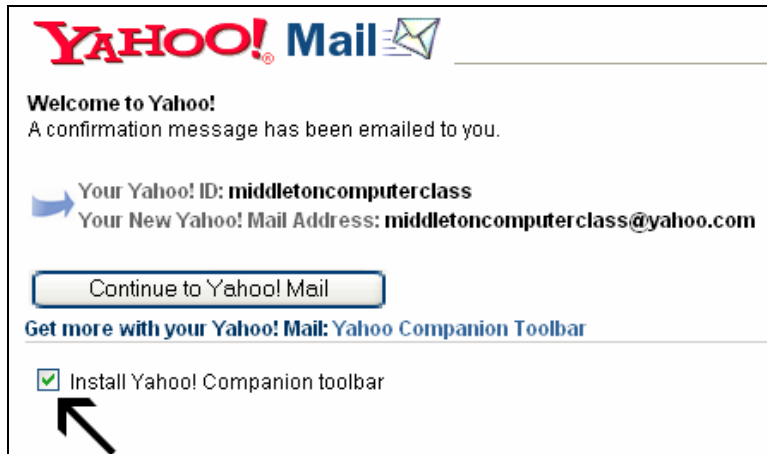 YAHOO!® Mail
Welcome to Yahoo!
A confirmation message has been emailed to you.
Your Yahoo! ID: middletoncomputerclass
Your New Yahoo! Mail Address: middletoncomputerclass@yahoo.com
Continue to Yahoo! Mail
Get more with your Yahoo! Mail: Yahoo Companion Toolbar
Install Yahoo! Companion toolbar